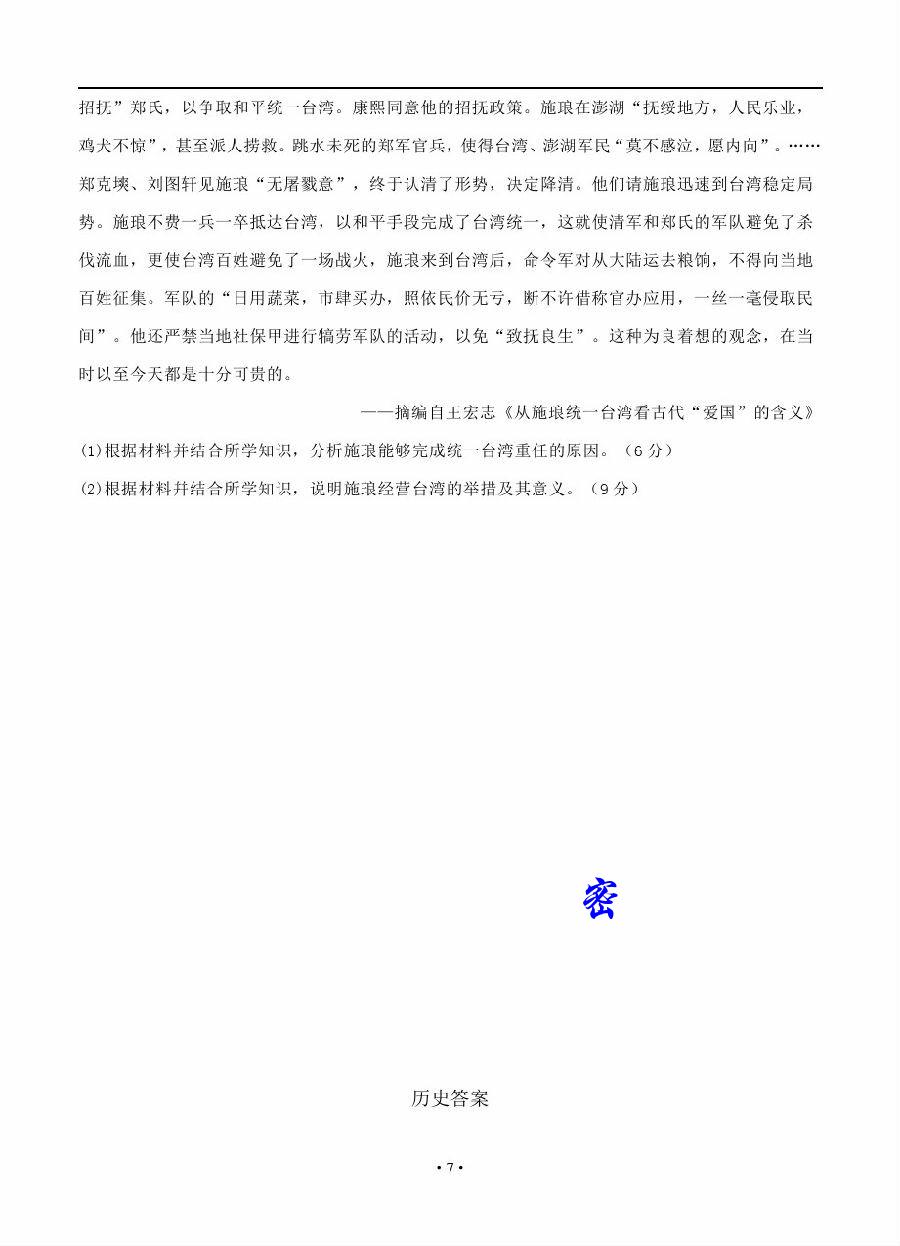 招抚”郑氏，以争取和平统一台湾。康熙同意他的招抚政策。施琅在澎湖“抚绥地方，人民乐业，
鸡犬不惊”，甚至派人捞救。跳水未死的郑军官兵，使得台湾、澎湖军民“莫不感泣，愿内向”。……
郑克塽、刘图轩见施琅“无屠戮意”，终于认清了形势，决定降清。他们请施琅迅速到台湾稳定局
势。施琅不费一兵一卒抵达台湾，以和平手段完成了台湾统一，这就使清军和郑氏的军队避免了杀
伐流血，更使台湾百姓避免了一场战火，施琅来到台湾后，命令军对从大陆运去粮饷，不得向当地
百姓征集。军队的“日用蔬菜，市肆买办，照依民价无亏，断不许借称官办应用，一丝一毫侵取民
间”。他还严禁当地社保甲进行犒劳军队的活动，以免“致抚良生”。这种为良着想的观念，在当
时以至今天都是十分可贵的。
——摘编自王宏志《从施琅统一台湾看古代“爱国”的含义》
(1)根据材料并结合所学知识，分析施琅能够完成统一台湾重任的原因。（6 分）
(2)根据材料并结合所学知识，说明施琅经营台湾的举措及其意义。（9 分）
密
历史答案
• 7 •